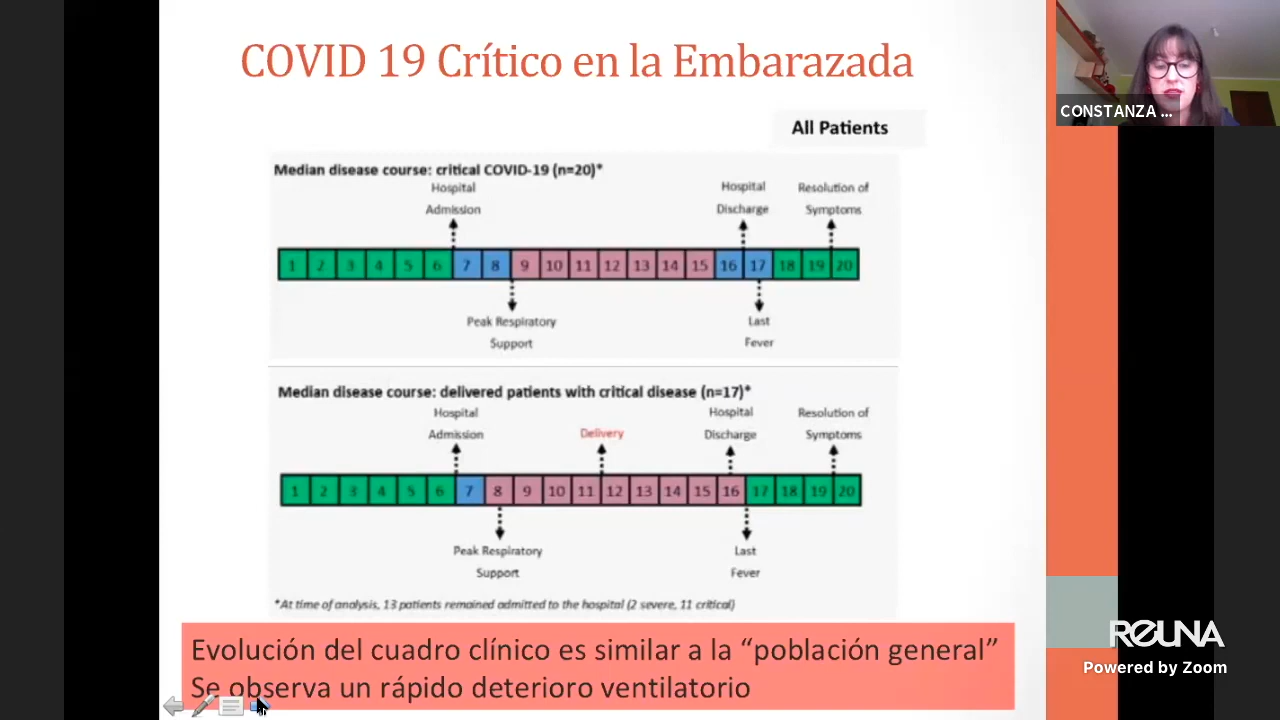 COVID 19 Crítico en la Embarazada
CONSTANZA ...
All Patients
Median disease course: critical COVID-19 (n=20)*
Hospital Admission
Hospital Discharge
Resolution of Symptoms
1 2 3 4 5 6 7 8 9 10 11 12 13 14 15 16 17 18 19 20
Peak Respiratory Support
Last Fever
Median disease course: delivered patients with critical disease (n=17)*
Hospital Admission
Delivery
Hospital Discharge
Resolution of Symptoms
1 2 3 4 5 6 7 8 9 10 11 12 13 14 15 16 17 18 19 20
Peak Respiratory Support
Last Fever
*At time of analysis, 13 patients remained admitted to the hospital (2 severe, 11 critical)
Evolución del cuadro clínico es similar a la “población general”
Se observa un rápido deterioro ventilatorio
REUNA
Powered by Zoom